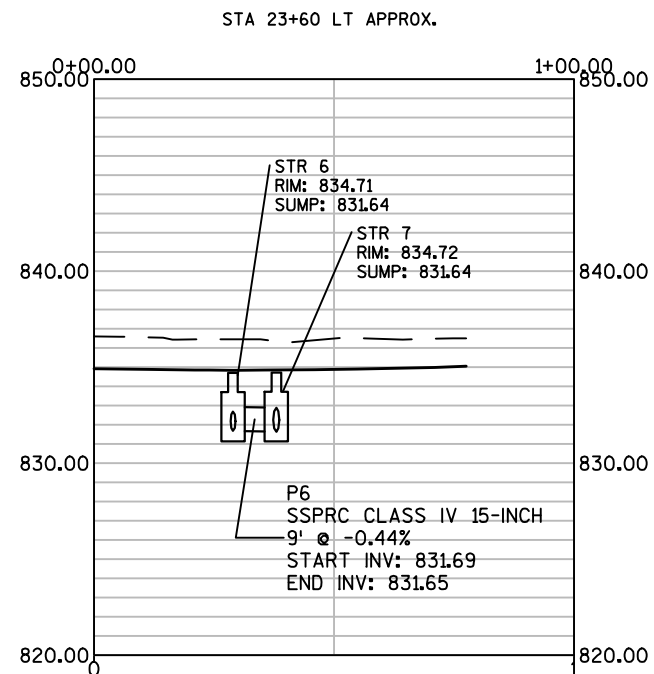 STA 23+60 LT APPROX.
0+00.00 1+00.00
850.00 850.00
STR 6
RIM: 834.71
SUMP: 831.64
STR 7
RIM: 834.72
SUMP: 831.64
840.00 840.00
830.00 830.00
P6
SSPRC CLASS IV 15-INCH
9' @ -0.44%
START INV: 831.69
END INV: 831.65
820.00 820.00
0 1